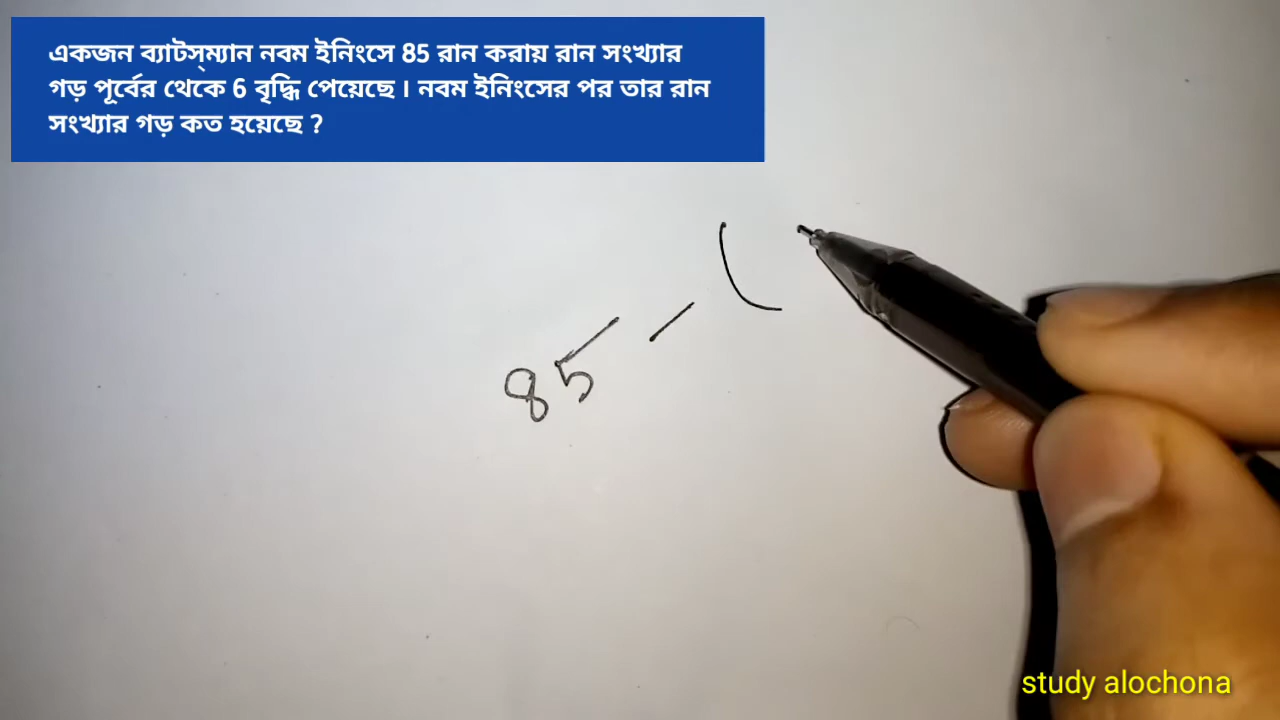 একজন ব্যাটস্‌ম্যান নবম ইনিংসে 85 রান করায় রান সংখ্যার
গড় পূর্বের থেকে 6 বৃদ্ধি পেয়েছে । নবম ইনিংসের পর তার রান
সংখ্যার গড় কত হয়েছে ?
85 - (
study alochona